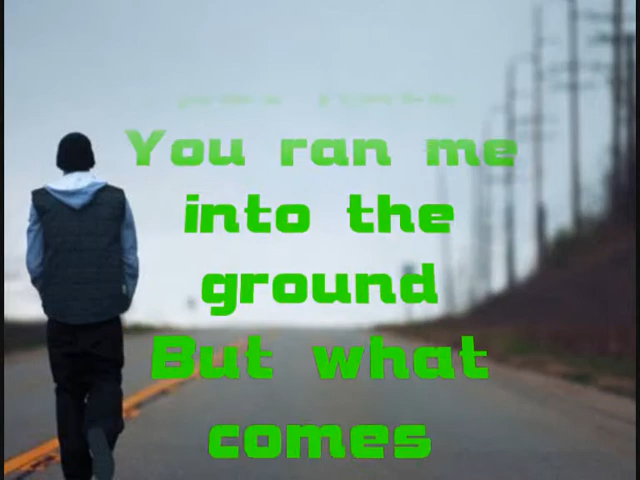 You ran me
into the
ground
But what
comes